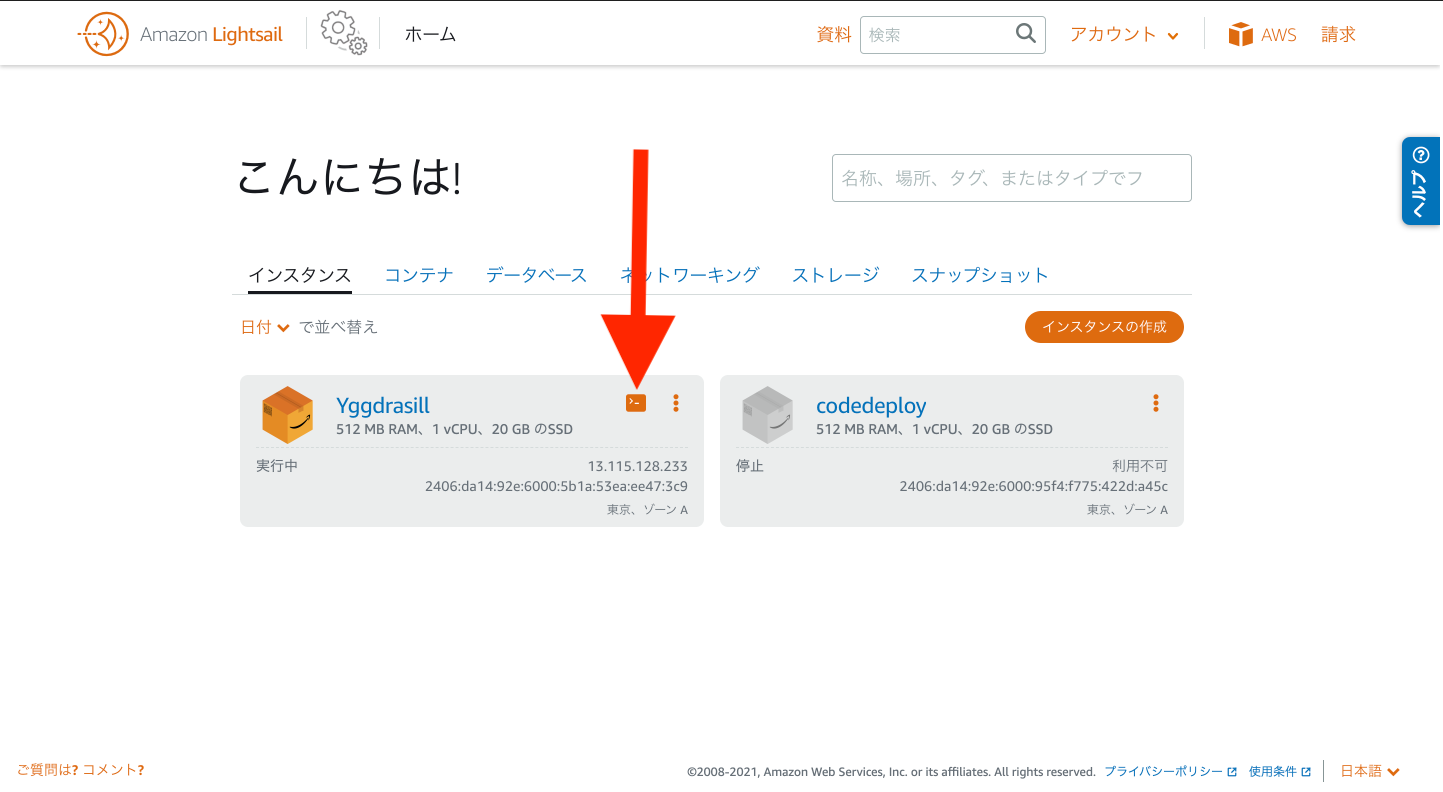 Amazon Lightsail
ホーム
資料
検索
アカウント
AWS
請求
ヘルプ
こんにちは!
名称、場所、タグ、またはタイプでフ
インスタンス
コンテナ
データベース
ネットワーキング
ストレージ
スナップショット
日付 で並べ替え
インスタンスの作成
Yggdrasill
512 MB RAM、1 vCPU、20 GB のSSD
実行中
13.115.128.233
2406:da14:92e:6000:5b1a:53ea:ee47:3c9
東京、ゾーン A
codedeploy
512 MB RAM、1 vCPU、20 GB のSSD
停止
利用不可
2406:da14:92e:6000:95f4:f775:422d:a45c
東京、ゾーン A
ご質問は? コメント?
©2008-2021, Amazon Web Services, Inc. or its affiliates. All rights reserved.
プライバシーポリシー
使用条件
日本語